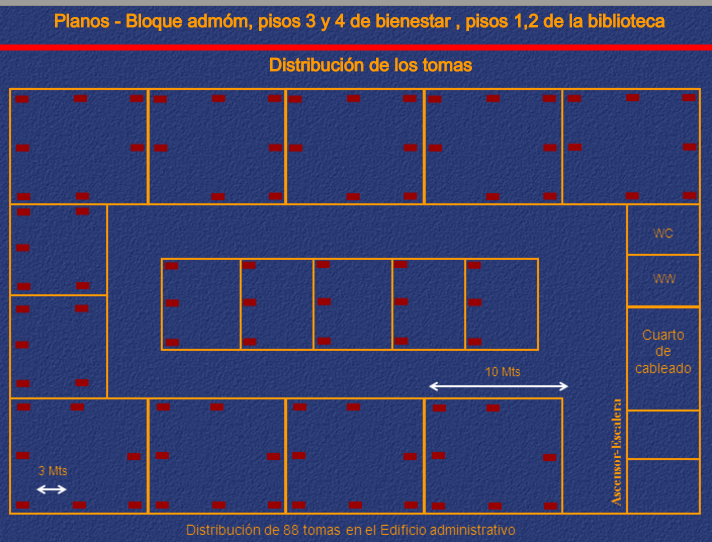 Planos - Bloque admóm, pisos 3 y 4 de bienestar , pisos 1,2 de la biblioteca
Distribución de los tomas
WC
WW
Cuarto
de
cableado
10 Mts
Ascensor-Escalera
3 Mts
Distribución de 88 tomas en el Edificio administrativo